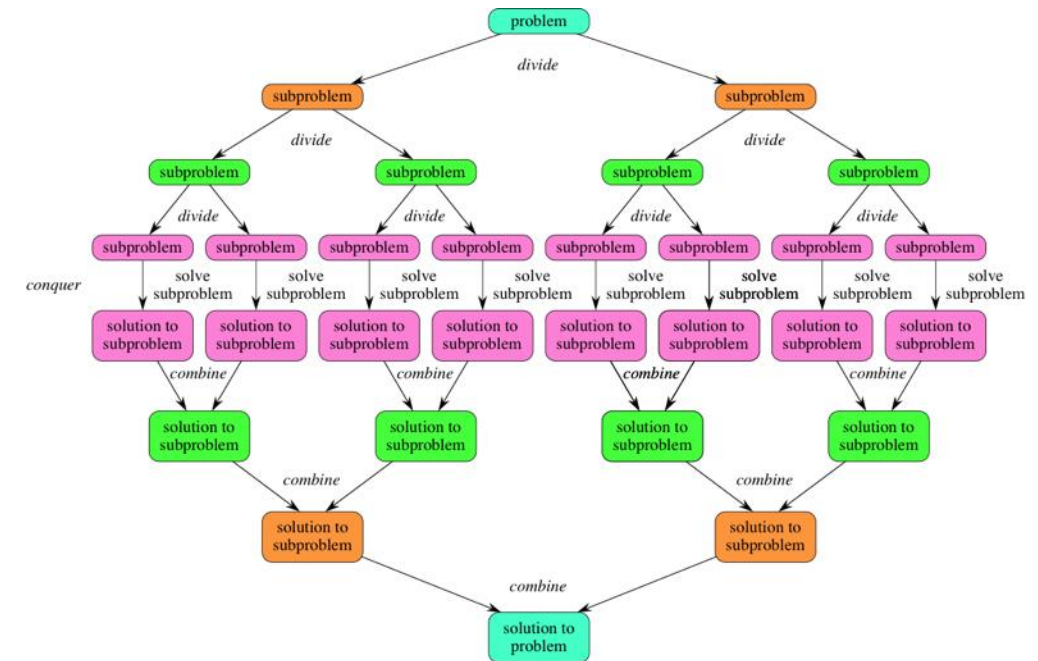 problem
divide
subproblem
subproblem
divide
divide
subproblem
subproblem
subproblem
subproblem
divide
divide
divide
divide
subproblem
subproblem
subproblem
subproblem
subproblem
subproblem
subproblem
subproblem
conquer
solve
subproblem
solve
subproblem
solve
subproblem
solve
subproblem
solve
subproblem
solve
subproblem
solve
subproblem
solve
subproblem
solution to
subproblem
solution to
subproblem
solution to
subproblem
solution to
subproblem
solution to
subproblem
solution to
subproblem
solution to
subproblem
solution to
subproblem
combine
combine
combine
combine
solution to
subproblem
solution to
subproblem
solution to
subproblem
solution to
subproblem
combine
combine
solution to
subproblem
solution to
subproblem
combine
solution to
problem